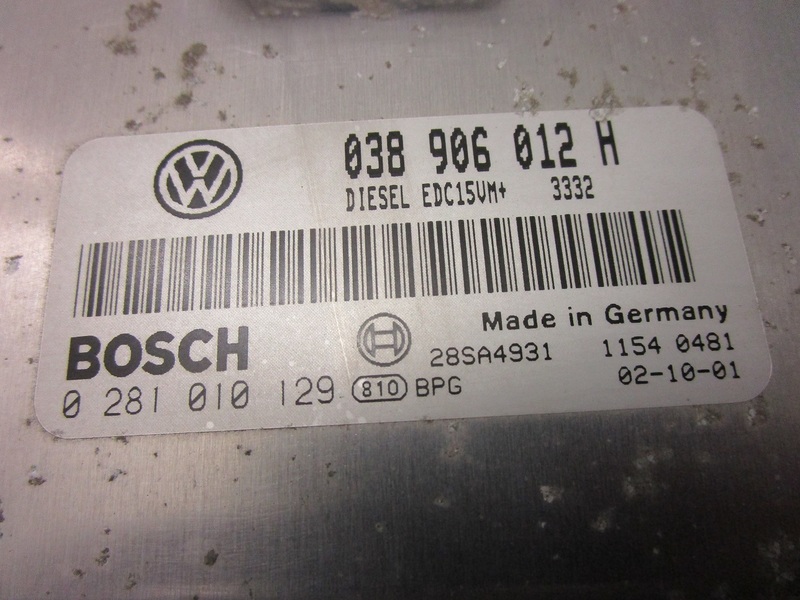 038 906 012 H
DIESEL EDC15VM+ 3332
BOSCH
Made in Germany
28SA4931 1154 0481
0 281 010 129 810 BPG
02-10-01